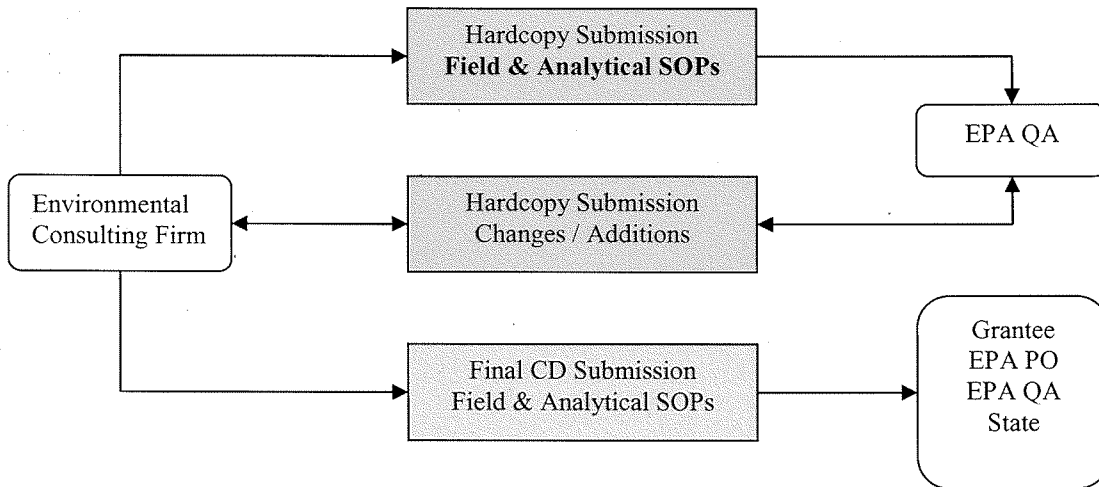 Hardcopy Submission
Field & Analytical SOPs
EPA QA
Environmental
Consulting Firm
Hardcopy Submission
Changes / Additions
Final CD Submission
Field & Analytical SOPs
Grantee
EPA PO
EPA QA
State